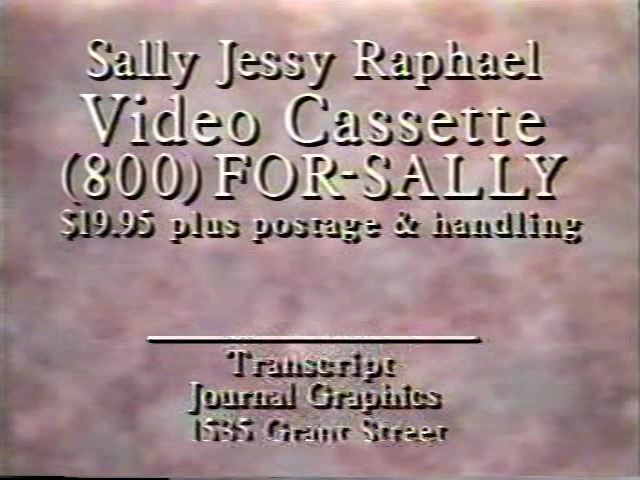 Sally Jessy Raphael
Video Cassette
(800) FOR-SALLY
$19.95 plus postage & handling
Transcript
Journal Graphics
1535 Grant Street